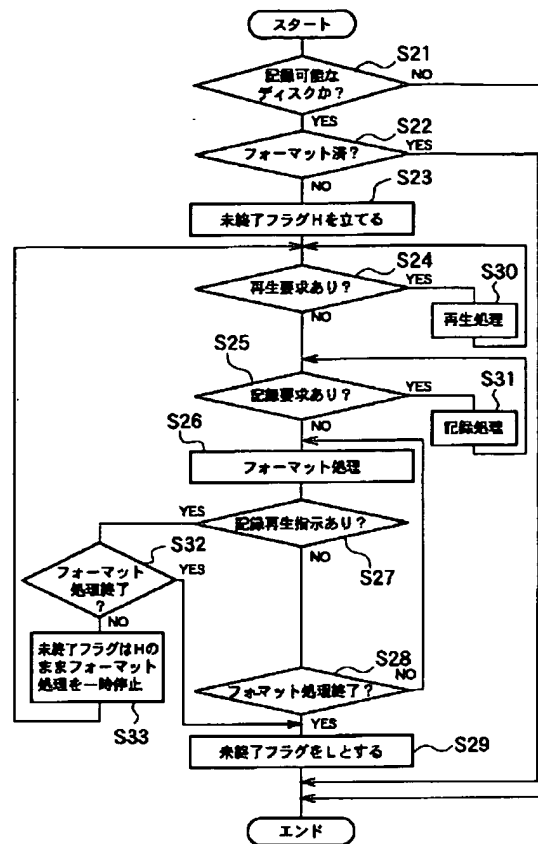 スタート
S21
記録可能な
ディスクか?
NO
YES
S22
フォーマット済?
YES
NO
S23
未終了フラグHを立てる
S24
再生要求あり?
YES
S30
再生処理
NO
S25
記録要求あり?
YES
S31
記録処理
NO
S26
フォーマット処理
YES
記録再生指示あり?
S27
NO
S32
フォーマット
処理終了
?
YES
NO
未終了フラグはHの
ままフォーマット
処理を一時停止
S33
S28
フォーマット処理終了?
NO
YES
未終了フラグをLとする
S29
エンド